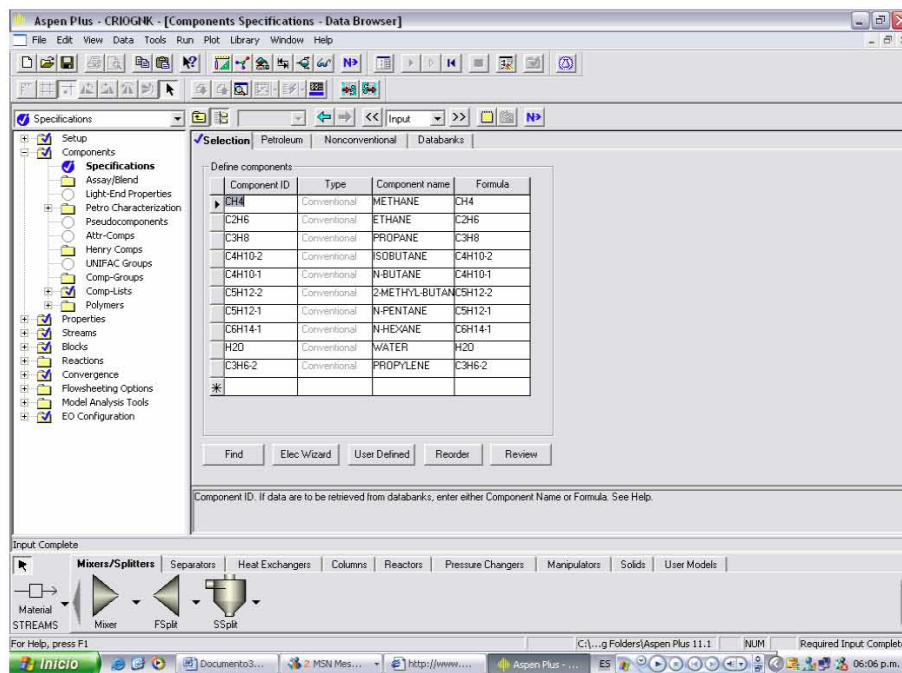 Aspen Plus - CRIOGNK - [Components Specifications - Data Browser]
File Edit View Data Tools Run Plot Library Window Help
N>
Specifications
<< Input >> N>
Setup
Components
Specifications
Assay/Blend
Light-End Properties
Petro Characterization
Pseudocomponents
Attr-Comps
Henry Comps
UNIFAC Groups
Comp-Groups
Comp-Lists
Polymers
Properties
Streams
Blocks
Reactions
Convergence
Flowsheeting Options
Model Analysis Tools
EO Configuration
Selection Petroleum Nonconventional Databanks
Define components
Component ID Type Component name Formula
CH4 Conventional METHANE CH4
C2H6 Conventional ETHANE C2H6
C3H8 Conventional PROPANE C3H8
C4H10-2 Conventional ISOBUTANE C4H10-2
C4H10-1 Conventional N-BUTANE C4H10-1
C5H12-2 Conventional 2-METHYL-BUTAN C5H12-2
C5H12-1 Conventional N-PENTANE C5H12-1
C6H14-1 Conventional N-HEXANE C6H14-1
H2O Conventional WATER H2O
C3H6-2 Conventional PROPYLENE C3H6-2
Find Elec Wizard User Defined Reorder Review
Component ID. If data are to be retrieved from databanks, enter either Component Name or Formula. See Help.
Input Complete
Mixers/Splitters Separators Heat Exchangers Columns Reactors Pressure Changers Manipulators Solids User Models
Material
STREAMS Mixer FSplit SSplit
For Help, press F1 C:\...g Folders\Aspen Plus 11.1 NUM Required Input Complet
Inicio Documento3... 2 MSN Mes... http://www.... Aspen Plus - ... ES 06:06 p.m.